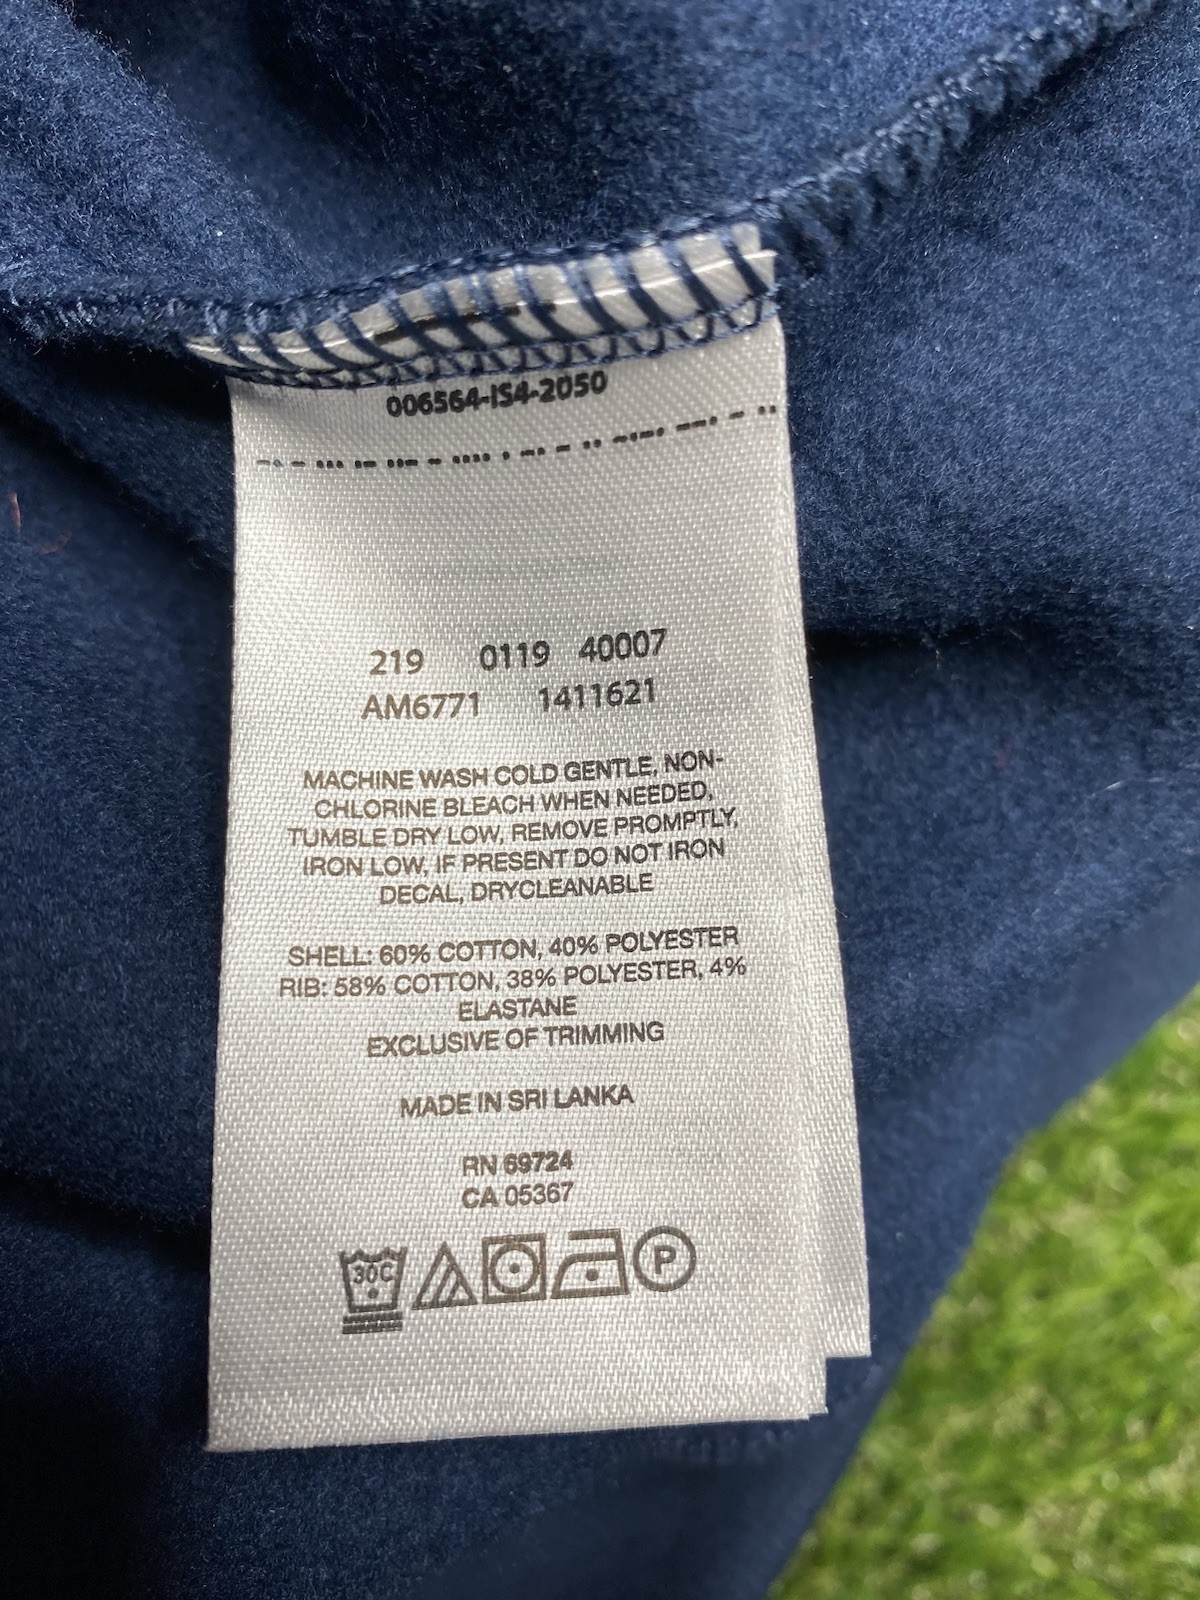 006564-IS4-2050
219 0119 40007
AM6771 1411621
MACHINE WASH COLD GENTLE, NON-
CHLORINE BLEACH WHEN NEEDED,
TUMBLE DRY LOW, REMOVE PROMPTLY,
IRON LOW, IF PRESENT DO NOT IRON
DECAL, DRYCLEANABLE
SHELL: 60% COTTON, 40% POLYESTER
RIB: 58% COTTON, 38% POLYESTER, 4%
ELASTANE
EXCLUSIVE OF TRIMMING
MADE IN SRI LANKA
RN 69724
CA 05367
30C P